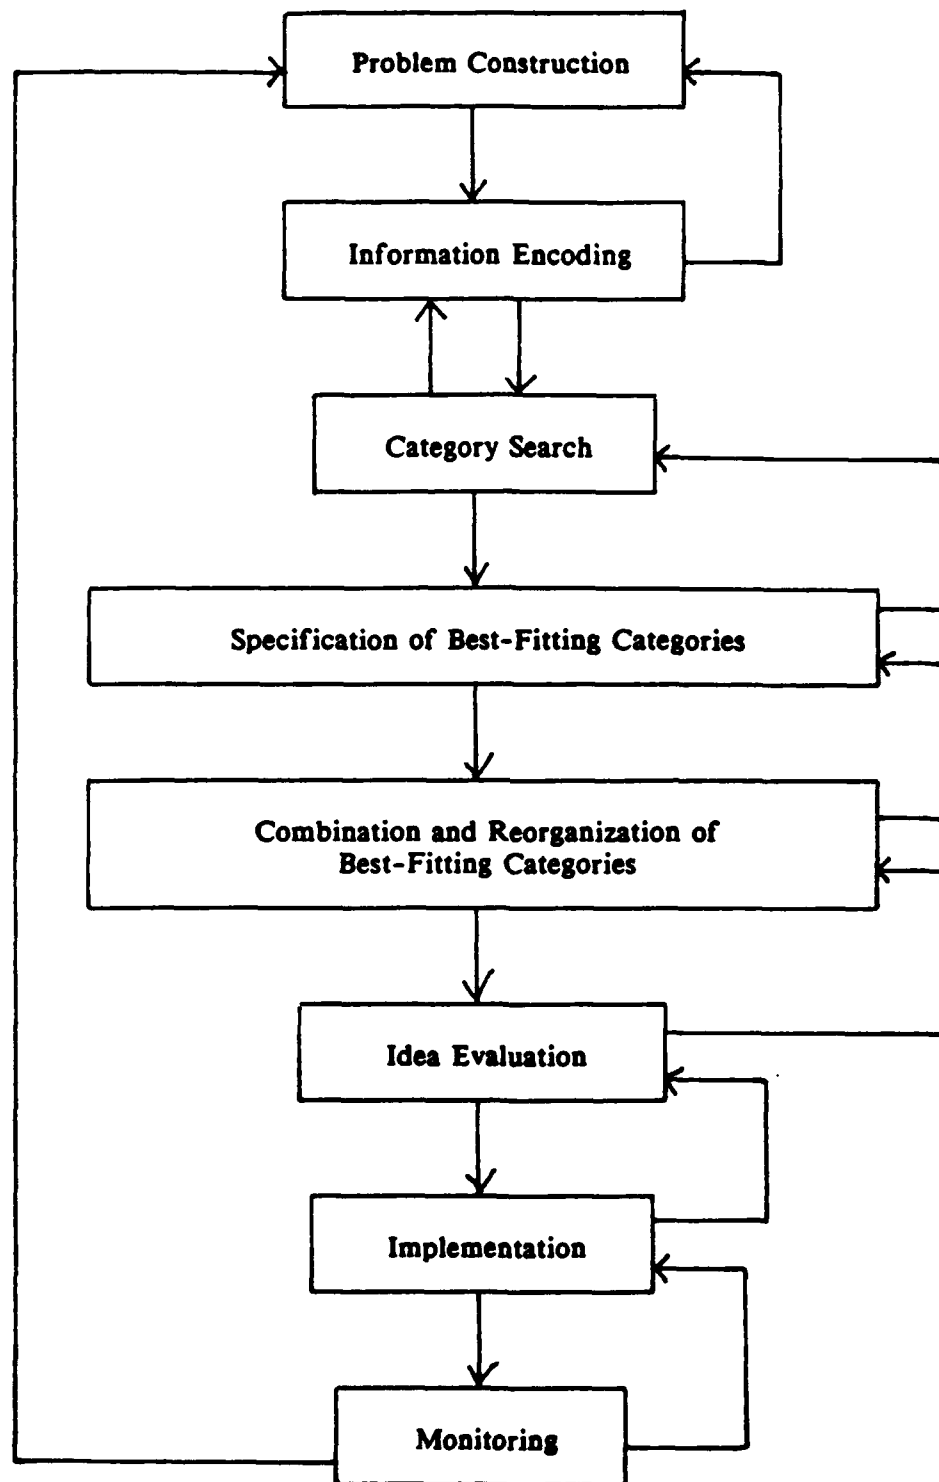 Problem Construction
Information Encoding
Category Search
Specification of Best-Fitting Categories
Combination and Reorganization of
Best-Fitting Categories
Idea Evaluation
Implementation
Monitoring